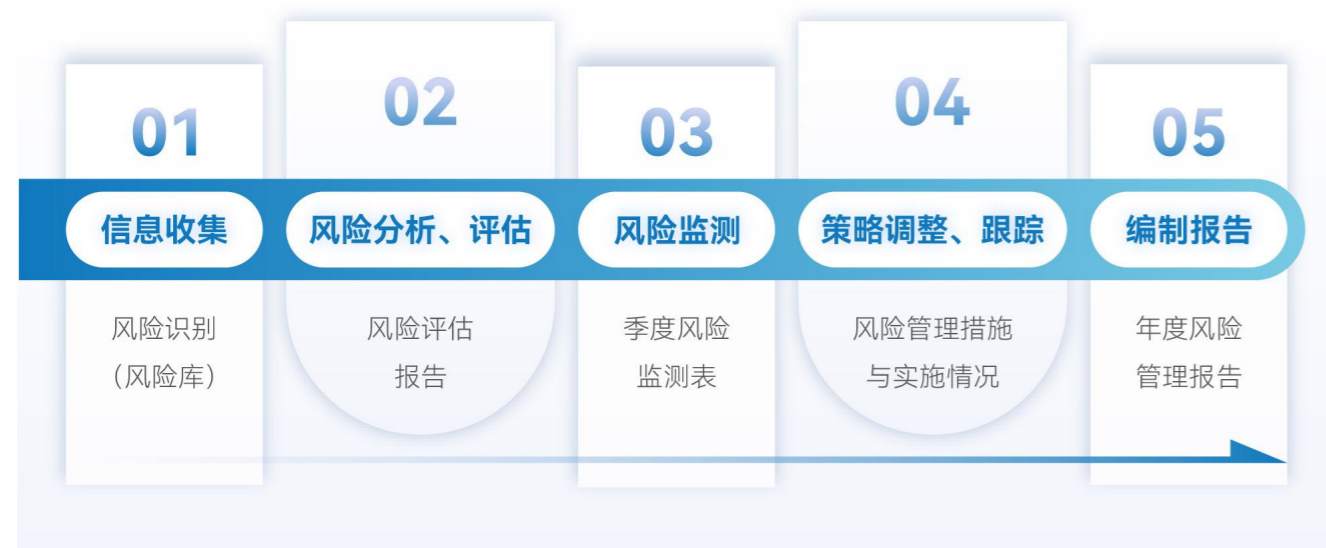 01
信息收集
风险识别
（风险库）
02
风险分析、评估
风险评估
报告
03
风险监测
季度风险
监测表
04
策略调整、跟踪
风险管理措施
与实施情况
05
编制报告
年度风险
管理报告